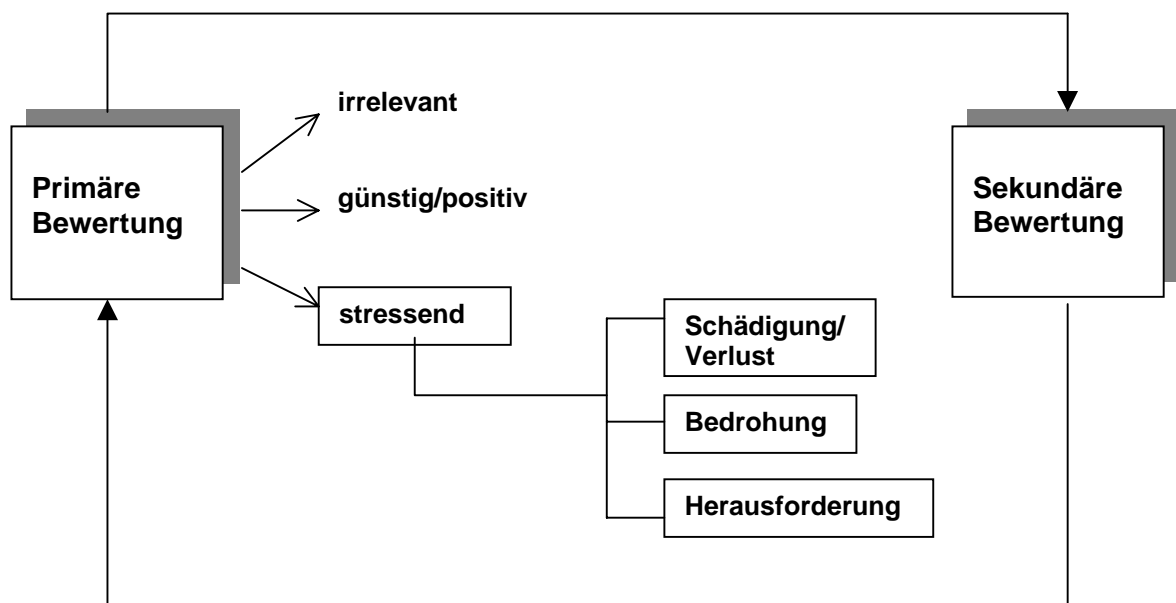 irrelevant
Primäre
Bewertung
günstig/positiv
Sekundäre
Bewertung
stressend
Schädigung/
Verlust
Bedrohung
Herausforderung